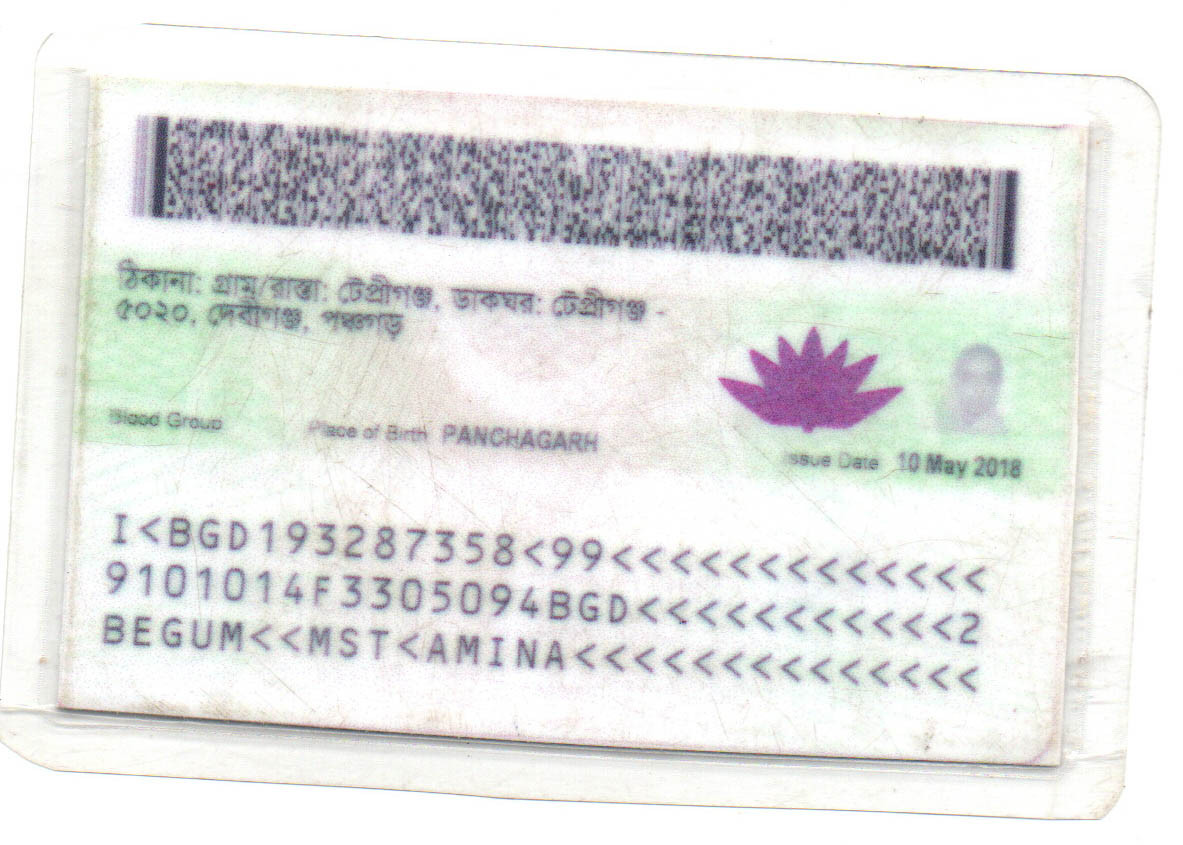 ঠিকানা: গ্রাম/রাস্তা: টেপ্রীগঞ্জ, ডাকঘর: টেপ্রীগঞ্জ -
৫০২০, দেবীগঞ্জ, পঞ্চগড়
Blood Group Place of Birth PANCHAGARH
Issue Date 10 May 2018
I<BGD193287358<99<<<<<<<<<<<<<
9101014F3305094BGD<<<<<<<<<<<2
BEGUM<<MST<AMINA<<<<<<<<<<<<<<